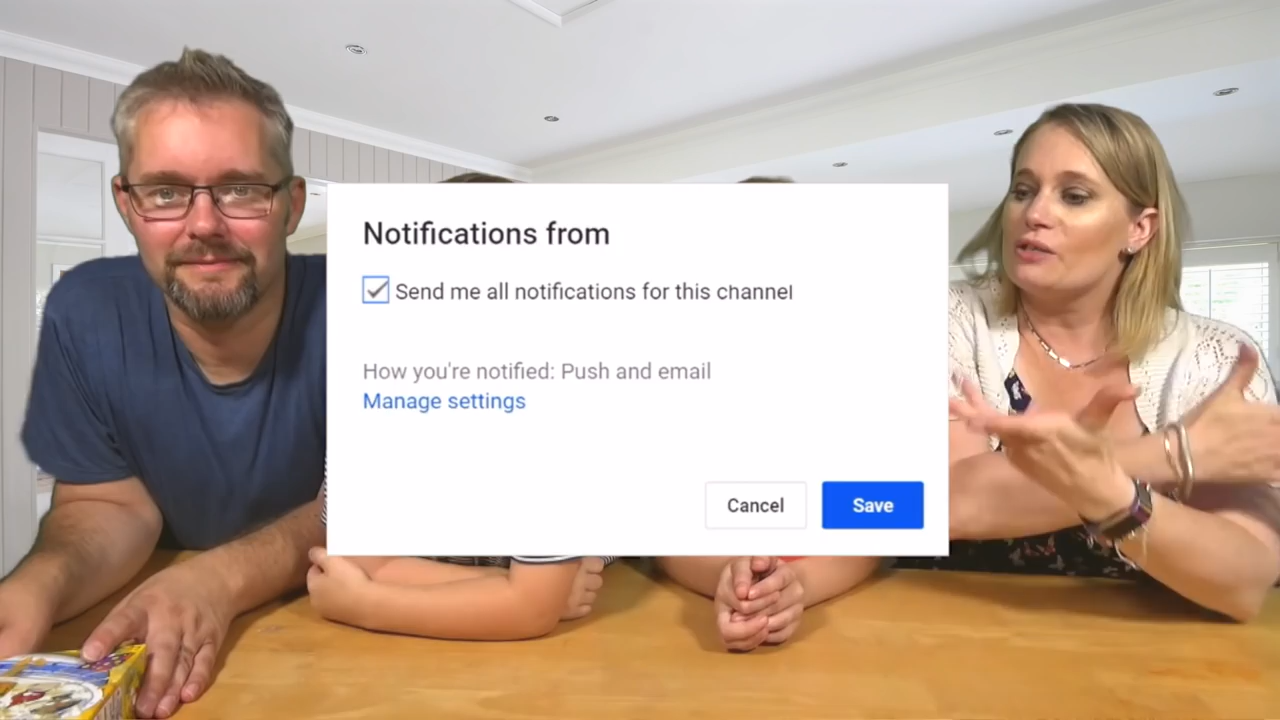 Notifications from
Send me all notifications for this channel
How you're notified: Push and email
Manage settings
Cancel
Save